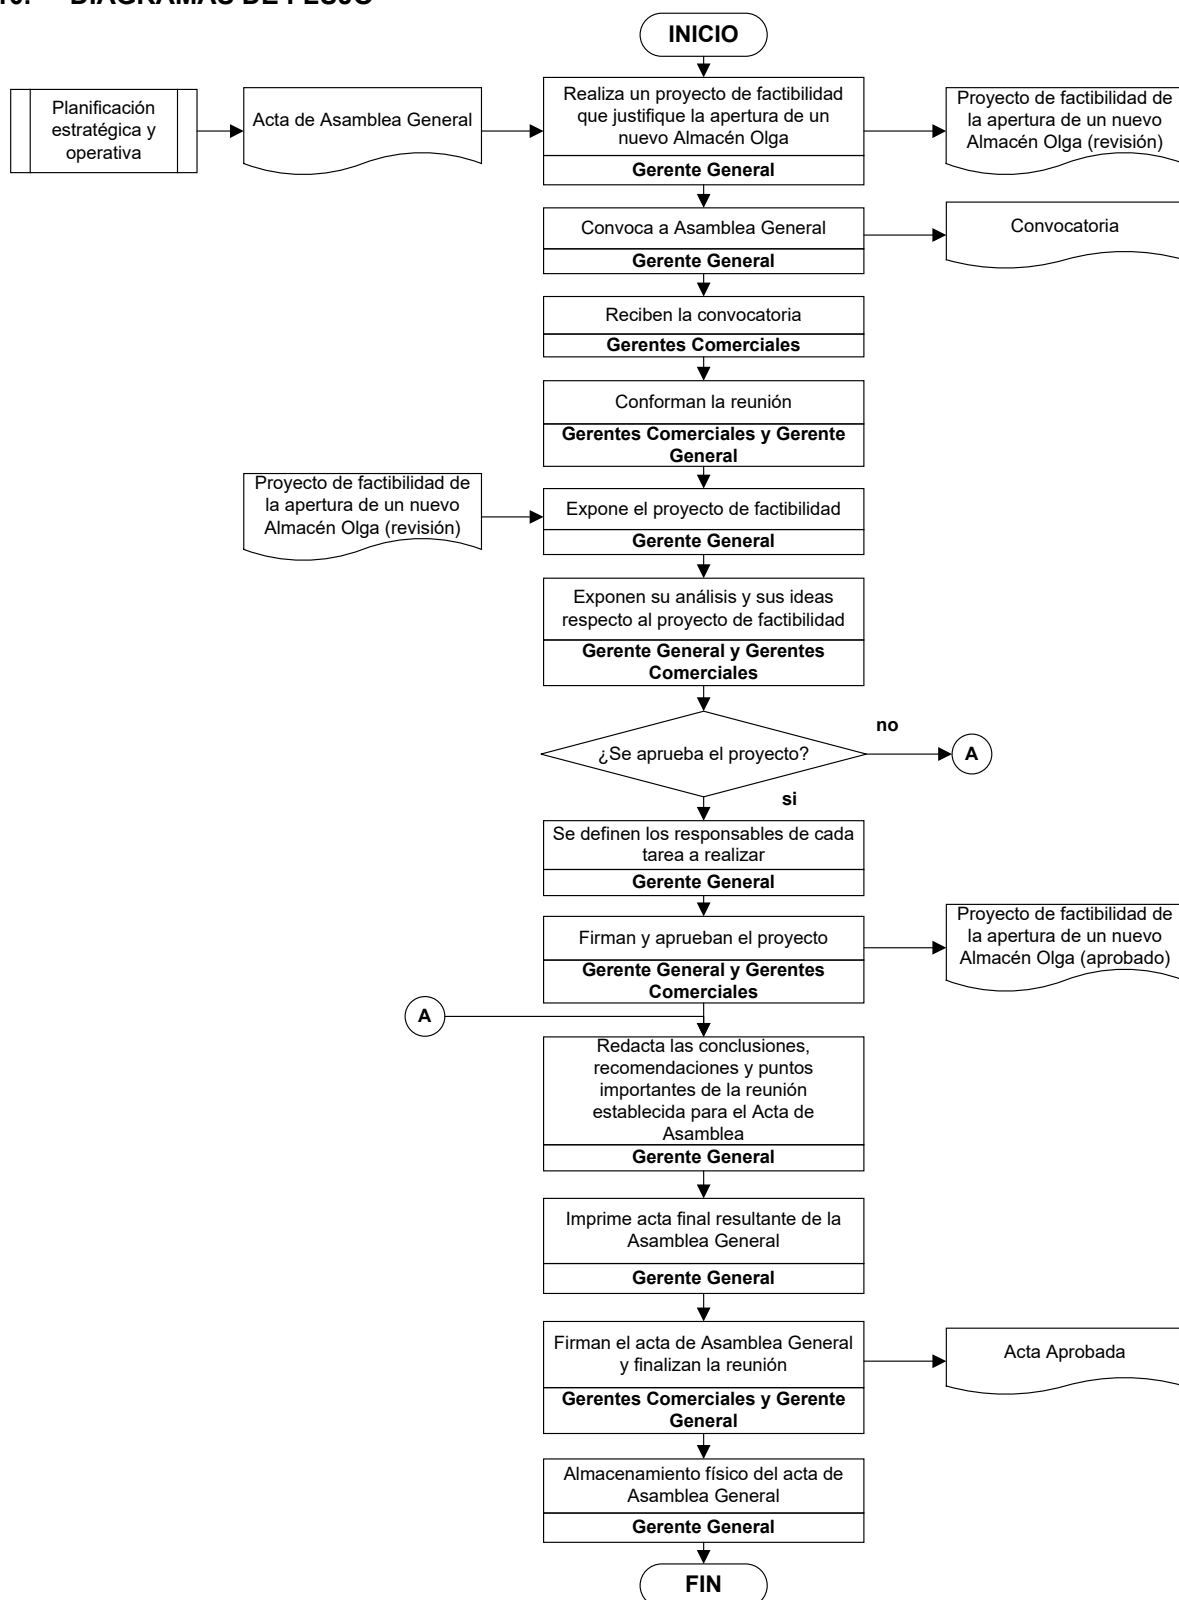 10. DIAGRAMAS DE FLUJO
INICIO
Planificación
estratégica y
operativa
Acta de Asamblea General
Realiza un proyecto de factibilidad
que justifique la apertura de un
nuevo Almacén Olga
Gerente General
Proyecto de factibilidad de
la apertura de un nuevo
Almacén Olga (revisión)
Convoca a Asamblea General
Gerente General
Convocatoria
Reciben la convocatoria
Gerentes Comerciales
Conforman la reunión
Gerentes Comerciales y Gerente
General
Proyecto de factibilidad de
la apertura de un nuevo
Almacén Olga (revisión)
Expone el proyecto de factibilidad
Gerente General
Exponen su análisis y sus ideas
respecto al proyecto de factibilidad
Gerente General y Gerentes
Comerciales
¿Se aprueba el proyecto?
no
A
si
Se definen los responsables de cada
tarea a realizar
Gerente General
Firman y aprueban el proyecto
Gerente General y Gerentes
Comerciales
Proyecto de factibilidad de
la apertura de un nuevo
Almacén Olga (aprobado)
A
Redacta las conclusiones,
recomendaciones y puntos
importantes de la reunión
establecida para el Acta de
Asamblea
Gerente General
Imprime acta final resultante de la
Asamblea General
Gerente General
Firman el acta de Asamblea General
y finalizan la reunión
Gerentes Comerciales y Gerente
General
Acta Aprobada
Almacenamiento físico del acta de
Asamblea General
Gerente General
FIN